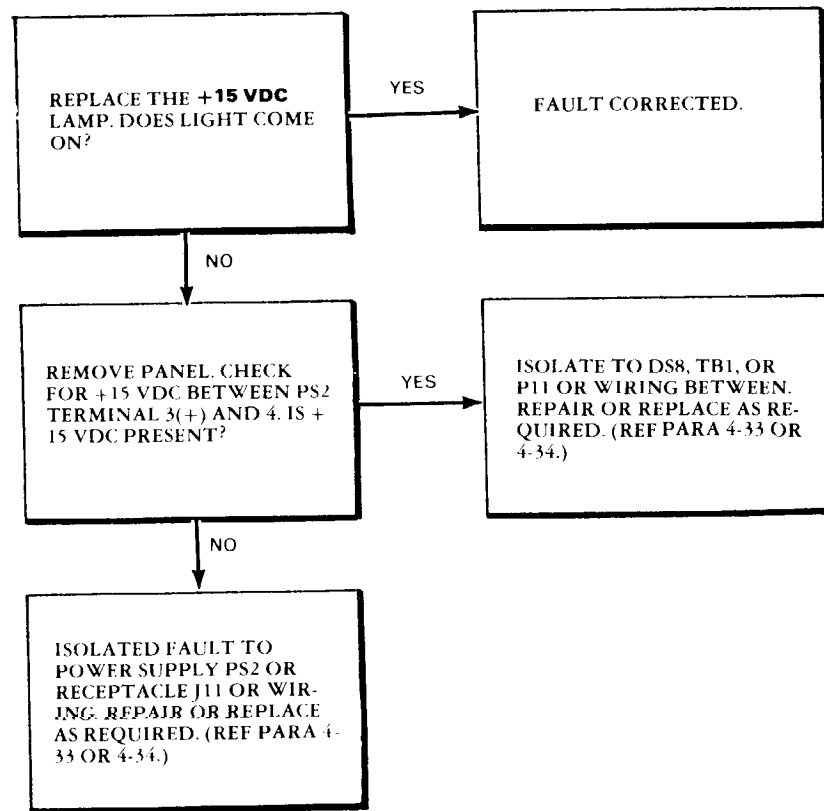 REPLACE THE +15 VDC
LAMP. DOES LIGHT COME
ON?
YES
FAULT CORRECTED.
NO
REMOVE PANEL. CHECK
FOR +15 VDC BETWEEN PS2
TERMINAL 3(+) AND 4. IS +
15 VDC PRESENT?
YES
ISOLATE TO DS8, TB1, OR
P11 OR WIRING BETWEEN.
REPAIR OR REPLACE AS RE-
QUIRED. (REF PARA 4-33 OR
4-34.)
NO
ISOLATED FAULT TO
POWER SUPPLY PS2 OR
RECEPTACLE J11 OR WIR-
ING. REPAIR OR REPLACE
AS REQUIRED. (REF PARA 4-
33 OR 4-34.)